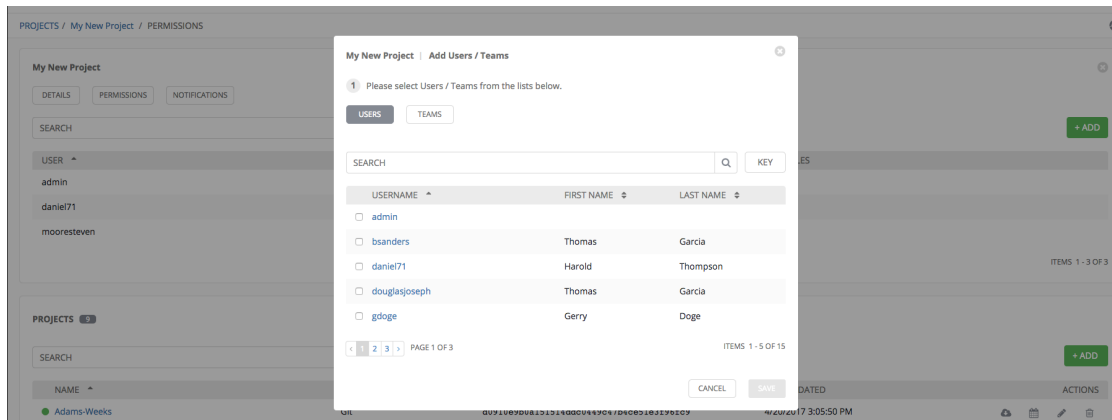 PROJECTS / My New Project / PERMISSIONS
My New Project
DETAILS PERMISSIONS NOTIFICATIONS
SEARCH
+ ADD
USER
admin
daniel71
mooresteven
ITEMS 1 - 3 OF 3
PROJECTS 9
SEARCH
+ ADD
NAME
ACTIONS
Adams-Weeks
4/20/2017 3:05:50 PM
My New Project | Add Users / Teams
1 Please select Users / Teams from the lists below.
USERS TEAMS
SEARCH KEY
USERNAME FIRST NAME LAST NAME
admin
bsanders Thomas Garcia
daniel71 Harold Thompson
douglasjoseph Thomas Garcia
gdoge Gerry Doge
< 1 2 3 > PAGE 1 OF 3 ITEMS 1 - 5 OF 15
CANCEL SAVE